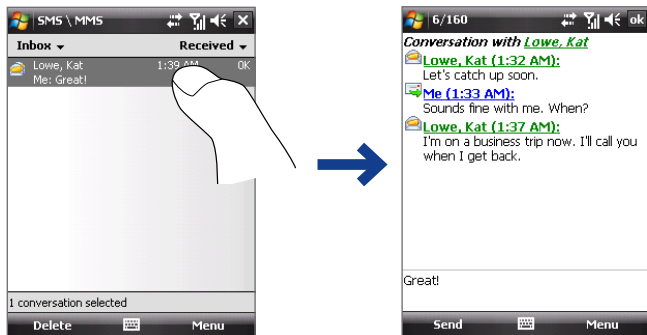 SMS \ MMS
Inbox
Received
Lowe, Kat
1:39 AM
0K
Me: Great!
1 conversation selected
Delete
Menu
6/160
ok
Conversation with Lowe, Kat
Lowe, Kat (1:32 AM):
Let's catch up soon.
Me (1:33 AM):
Sounds fine with me. When?
Lowe, Kat (1:37 AM):
I'm on a business trip now. I'll call you
when I get back.
Great!
Send
Menu